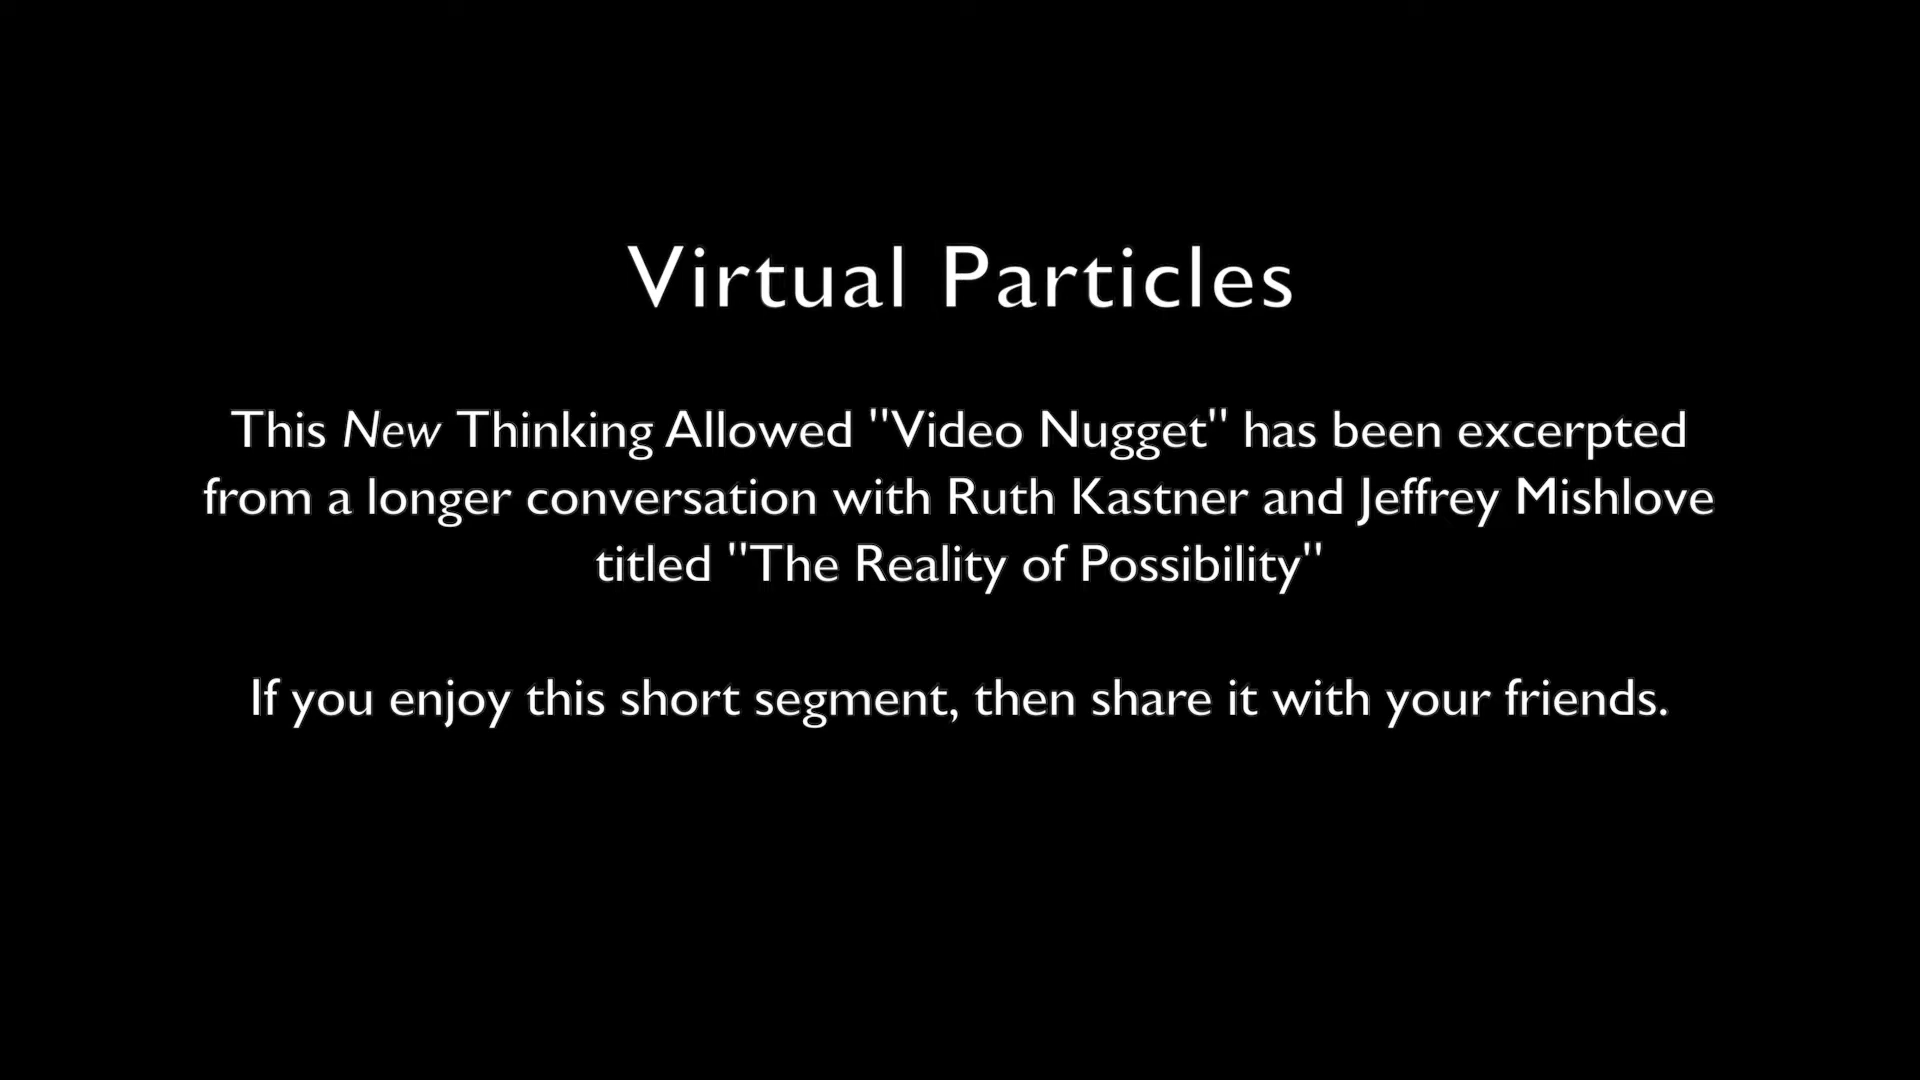 Virtual Particles
This New Thinking Allowed "Video Nugget" has been excerpted
from a longer conversation with Ruth Kastner and Jeffrey Mishlove
titled "The Reality of Possibility"
If you enjoy this short segment, then share it with your friends.